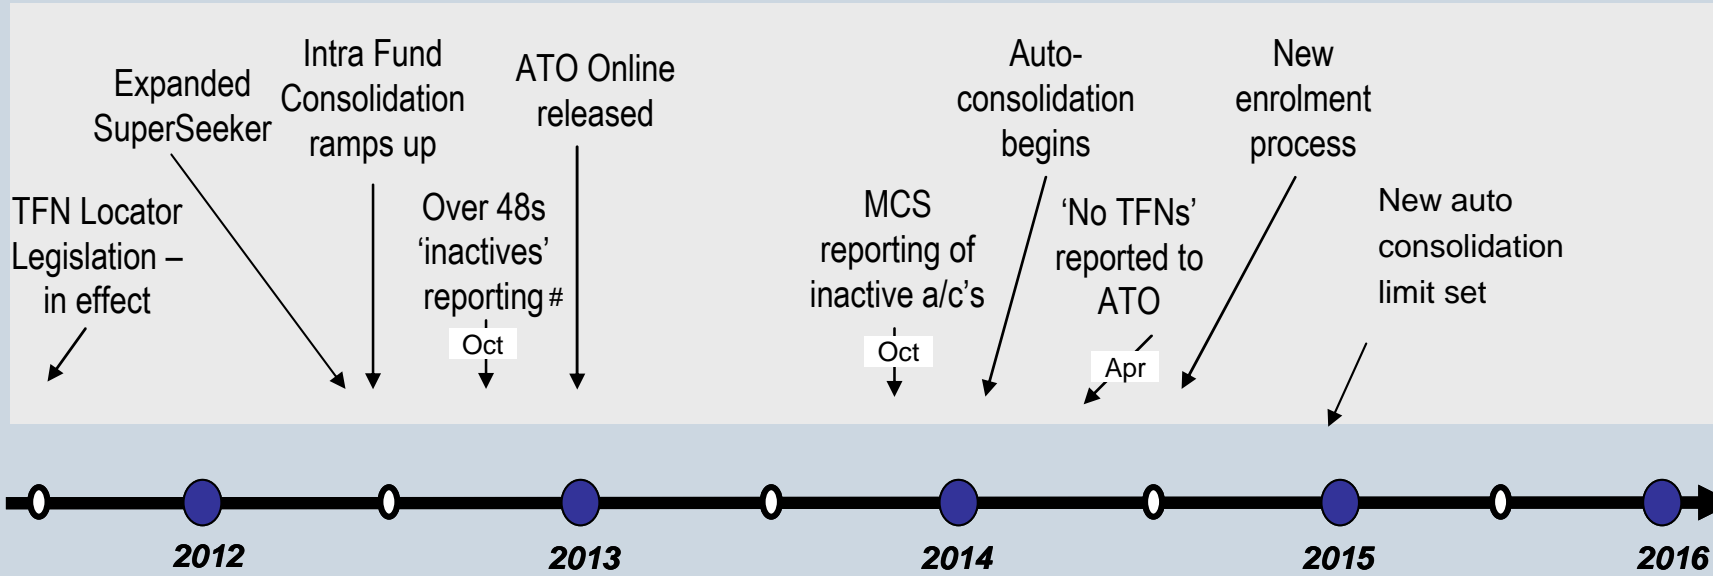 Expanded
SuperSeeker
Intra Fund
Consolidation
ramps up
ATO Online
released
Auto-
consolidation
begins
New
enrolment
process
TFN Locator
Legislation –
in effect
Over 48s
‘inactives’
reporting #
Oct
MCS
reporting of
inactive a/c’s
Oct
‘No TFNs’
reported to
ATO
Apr
New auto
consolidation
limit set
2012
2013
2014
2015
2016